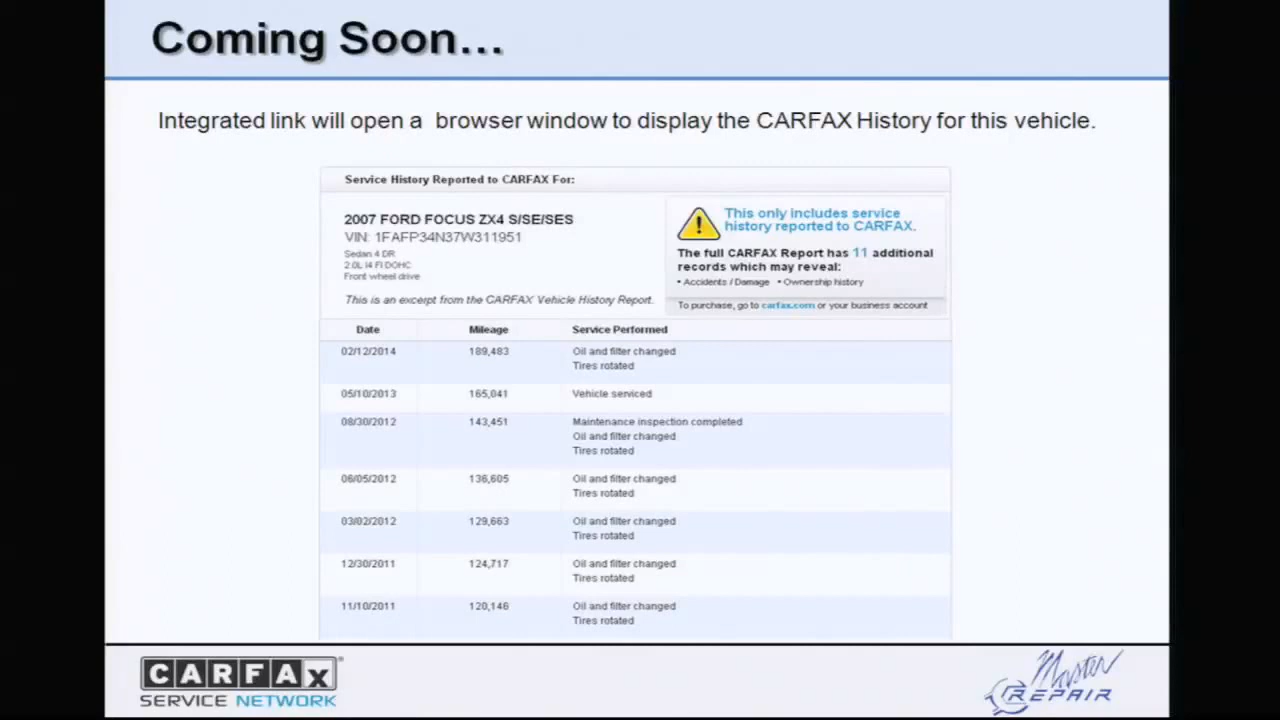 Coming Soon...
Integrated link will open a browser window to display the CARFAX History for this vehicle.
Service History Reported to CARFAX For:
2007 FORD FOCUS ZX4 S/SE/SES
VIN: 1FAFP34N37W311951
Sedan 4 DR
2.0L I4 FI DOHC
Front wheel drive
This is an excerpt from the CARFAX Vehicle History Report.
This only includes service
history reported to CARFAX.
The full CARFAX Report has 11 additional
records which may reveal:
• Accidents / Damage • Ownership history
To purchase, go to carfax.com or your business account
Date Mileage Service Performed
02/12/2014 189,483 Oil and filter changed
Tires rotated
05/10/2013 165,041 Vehicle serviced
08/30/2012 143,451 Maintenance inspection completed
Oil and filter changed
Tires rotated
06/05/2012 136,605 Oil and filter changed
Tires rotated
03/02/2012 129,663 Oil and filter changed
Tires rotated
12/30/2011 124,717 Oil and filter changed
Tires rotated
11/10/2011 120,146 Oil and filter changed
Tires rotated
CARFAX®
SERVICE NETWORK
Master
REPAIR